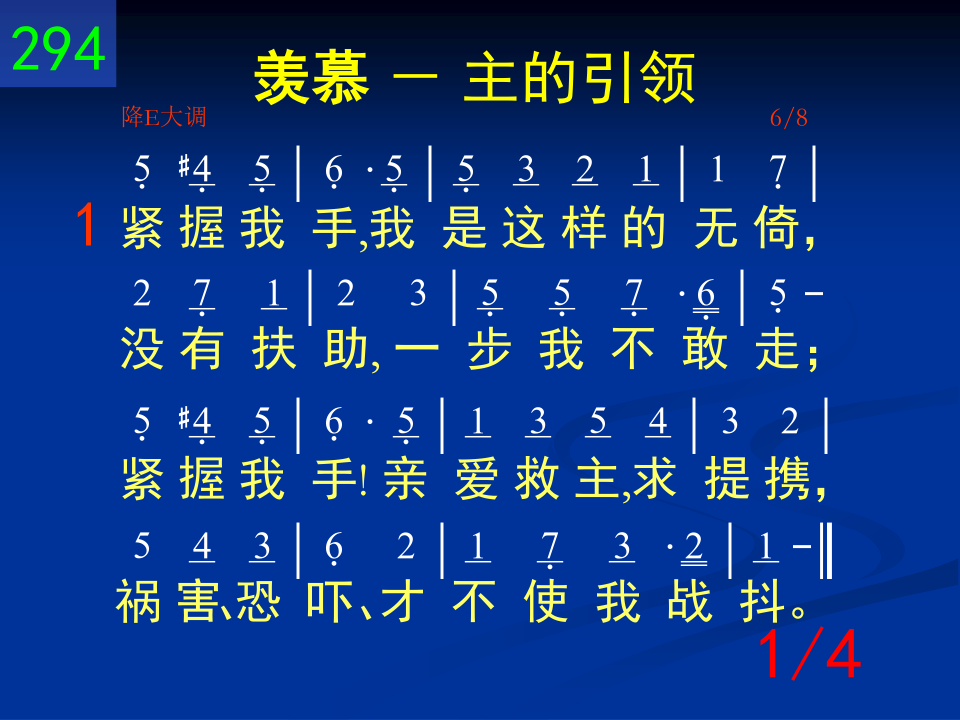 294
羡慕 － 主的引领
降E大调 6/8
5 #4 5 | 6 · 5 | 5 3 2 1 | 1 7 |
1 紧 握 我 手,我 是 这 样 的 无 倚，
2 7 1 | 2 3 | 5 5 7 · 6 | 5 -
没 有 扶 助, 一 步 我 不 敢 走；
5 #4 5 | 6 · 5 | 1 3 5 4 | 3 2 |
紧 握 我 手! 亲 爱 救 主,求 提 携，
5 4 3 | 6 2 | 1 7 3 · 2 | 1 - ‖
祸 害、恐 吓、才 不 使 我 战 抖。
1/4